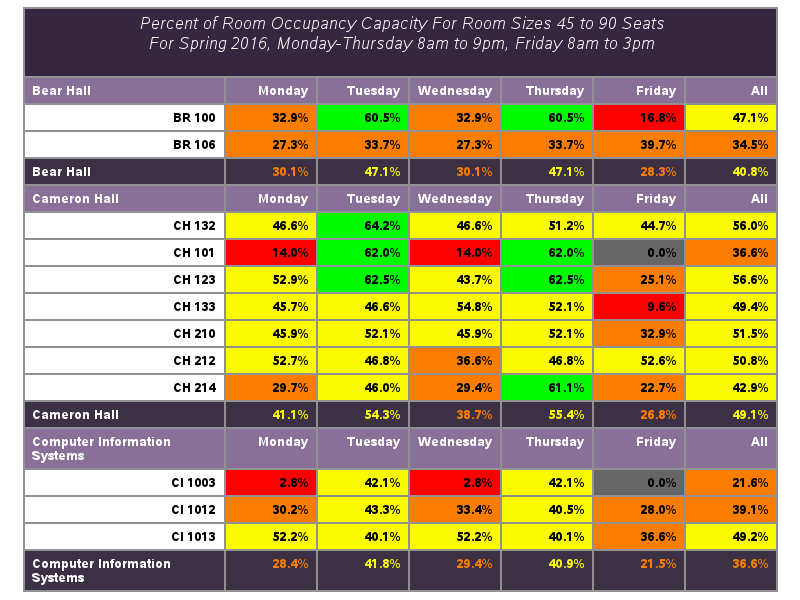 Percent of Room Occupancy Capacity For Room Sizes 45 to 90 Seats
For Spring 2016, Monday-Thursday 8am to 9pm, Friday 8am to 3pm
Bear Hall Monday Tuesday Wednesday Thursday Friday All
BR 100 32.9% 60.5% 32.9% 60.5% 16.8% 47.1%
BR 106 27.3% 33.7% 27.3% 33.7% 39.7% 34.5%
Bear Hall 30.1% 47.1% 30.1% 47.1% 28.3% 40.8%
Cameron Hall Monday Tuesday Wednesday Thursday Friday All
CH 132 46.6% 64.2% 46.6% 51.2% 44.7% 56.0%
CH 101 14.0% 62.0% 14.0% 62.0% 0.0% 36.6%
CH 123 52.9% 62.5% 43.7% 62.5% 25.1% 56.6%
CH 133 45.7% 46.6% 54.8% 52.1% 9.6% 49.4%
CH 210 45.9% 52.1% 45.9% 52.1% 32.9% 51.5%
CH 212 52.7% 46.8% 36.6% 46.8% 52.6% 50.8%
CH 214 29.7% 46.0% 29.4% 61.1% 22.7% 42.9%
Cameron Hall 41.1% 54.3% 38.7% 55.4% 26.8% 49.1%
Computer Information Monday Tuesday Wednesday Thursday Friday All
Systems
CI 1003 2.8% 42.1% 2.8% 42.1% 0.0% 21.6%
CI 1012 30.2% 43.3% 33.4% 40.5% 28.0% 39.1%
CI 1013 52.2% 40.1% 52.2% 40.1% 36.6% 49.2%
Computer Information 28.4% 41.8% 29.4% 40.9% 21.5% 36.6%
Systems